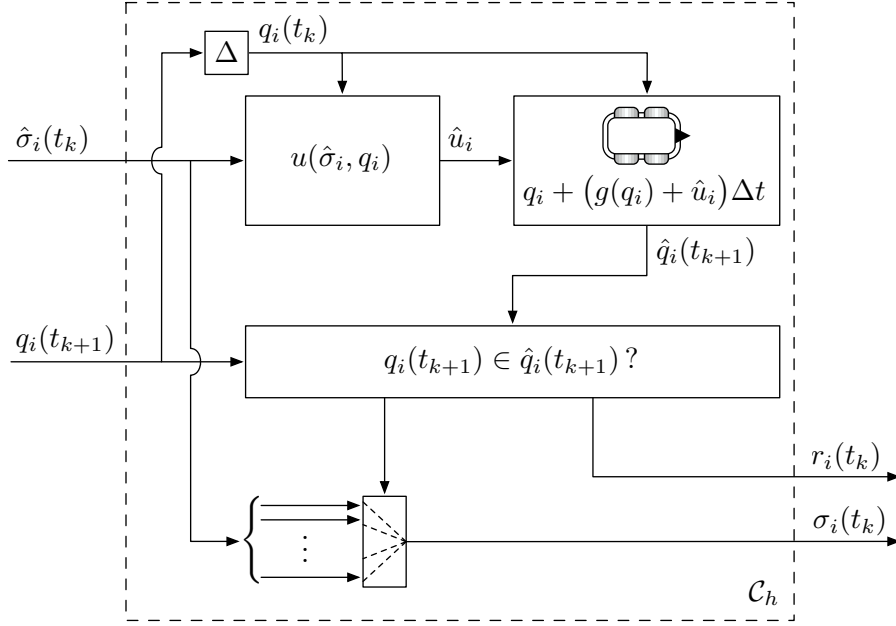 Δ
q_i(t_k)
σ̂_i(t_k)
u(σ̂_i, q_i)
û_i
q_i + (g(q_i) + û_i)Δt
q̂_i(t_{k+1})
q_i(t_{k+1})
q_i(t_{k+1}) ∈ q̂_i(t_{k+1}) ?
r_i(t_k)
σ_i(t_k)
⋮
𝒞_h